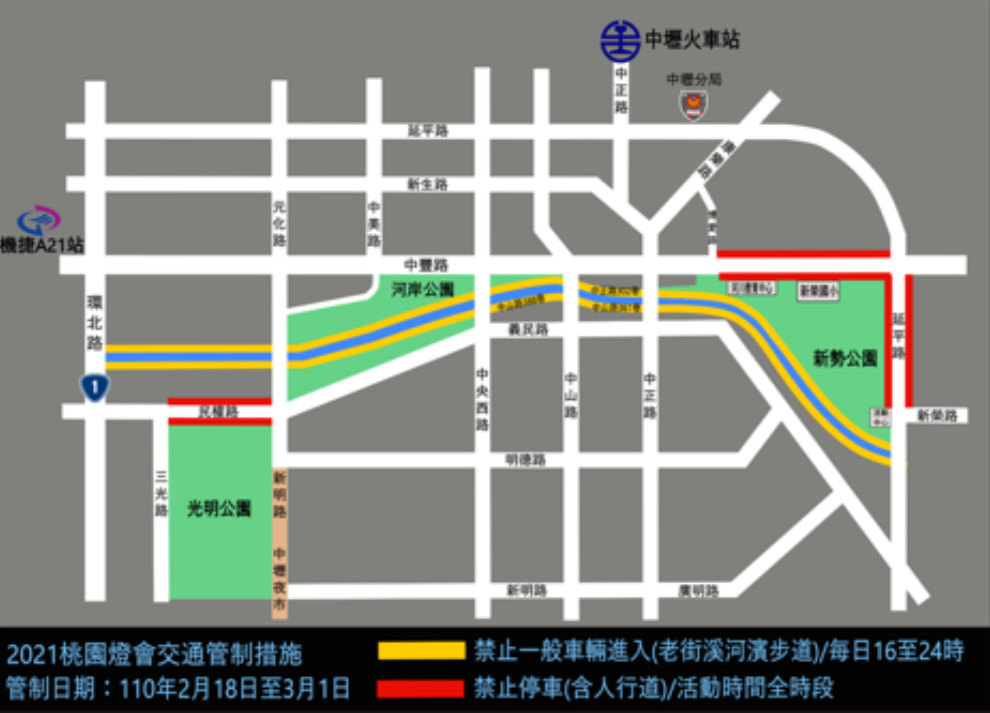 中壢火車站
中壢分局
中正路
延平路
新生路
元化路
中美路
機捷A21站
中豐路
環北路
河岸公園
新榮國小
中正路302巷
義民路
新勢公園
延平路
1
民權路
中央西路
中山路
中正路
新榮路
明德路
三光路
光明公園
新明路
中壢夜市
新明路
廣明路
2021桃園燈會交通管制措施
禁止一般車輛進入(老街溪河濱步道)/每日16至24時
管制日期：110年2月18日至3月1日
禁止停車(含人行道)/活動時間全時段